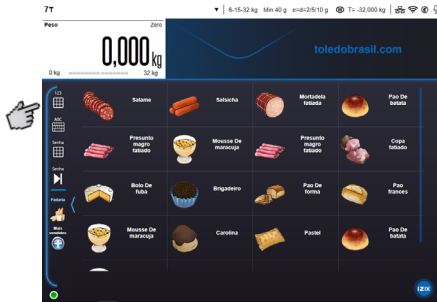 7T
6-15-32 kg Min 40 g e=d=2/5/10 g T= -32,000 kg
Peso Zero
0,000 kg
0 kg 32 kg
toledobrasil.com
123
ABC
Senha
Senha
Padaria
Mais
vendidos
Salame
Salsicha
Mortadela
fatiada
Pao De
batata
Presunto
magro
fatiado
Mousse De
maracuja
Presunto
magro
fatiado
Copa
fatiado
Bolo De
fuba
Brigadeiro
Pao De
forma
Pao
frances
Mousse De
maracuja
Carolina
Pastel
Pao De
batata
IZIX